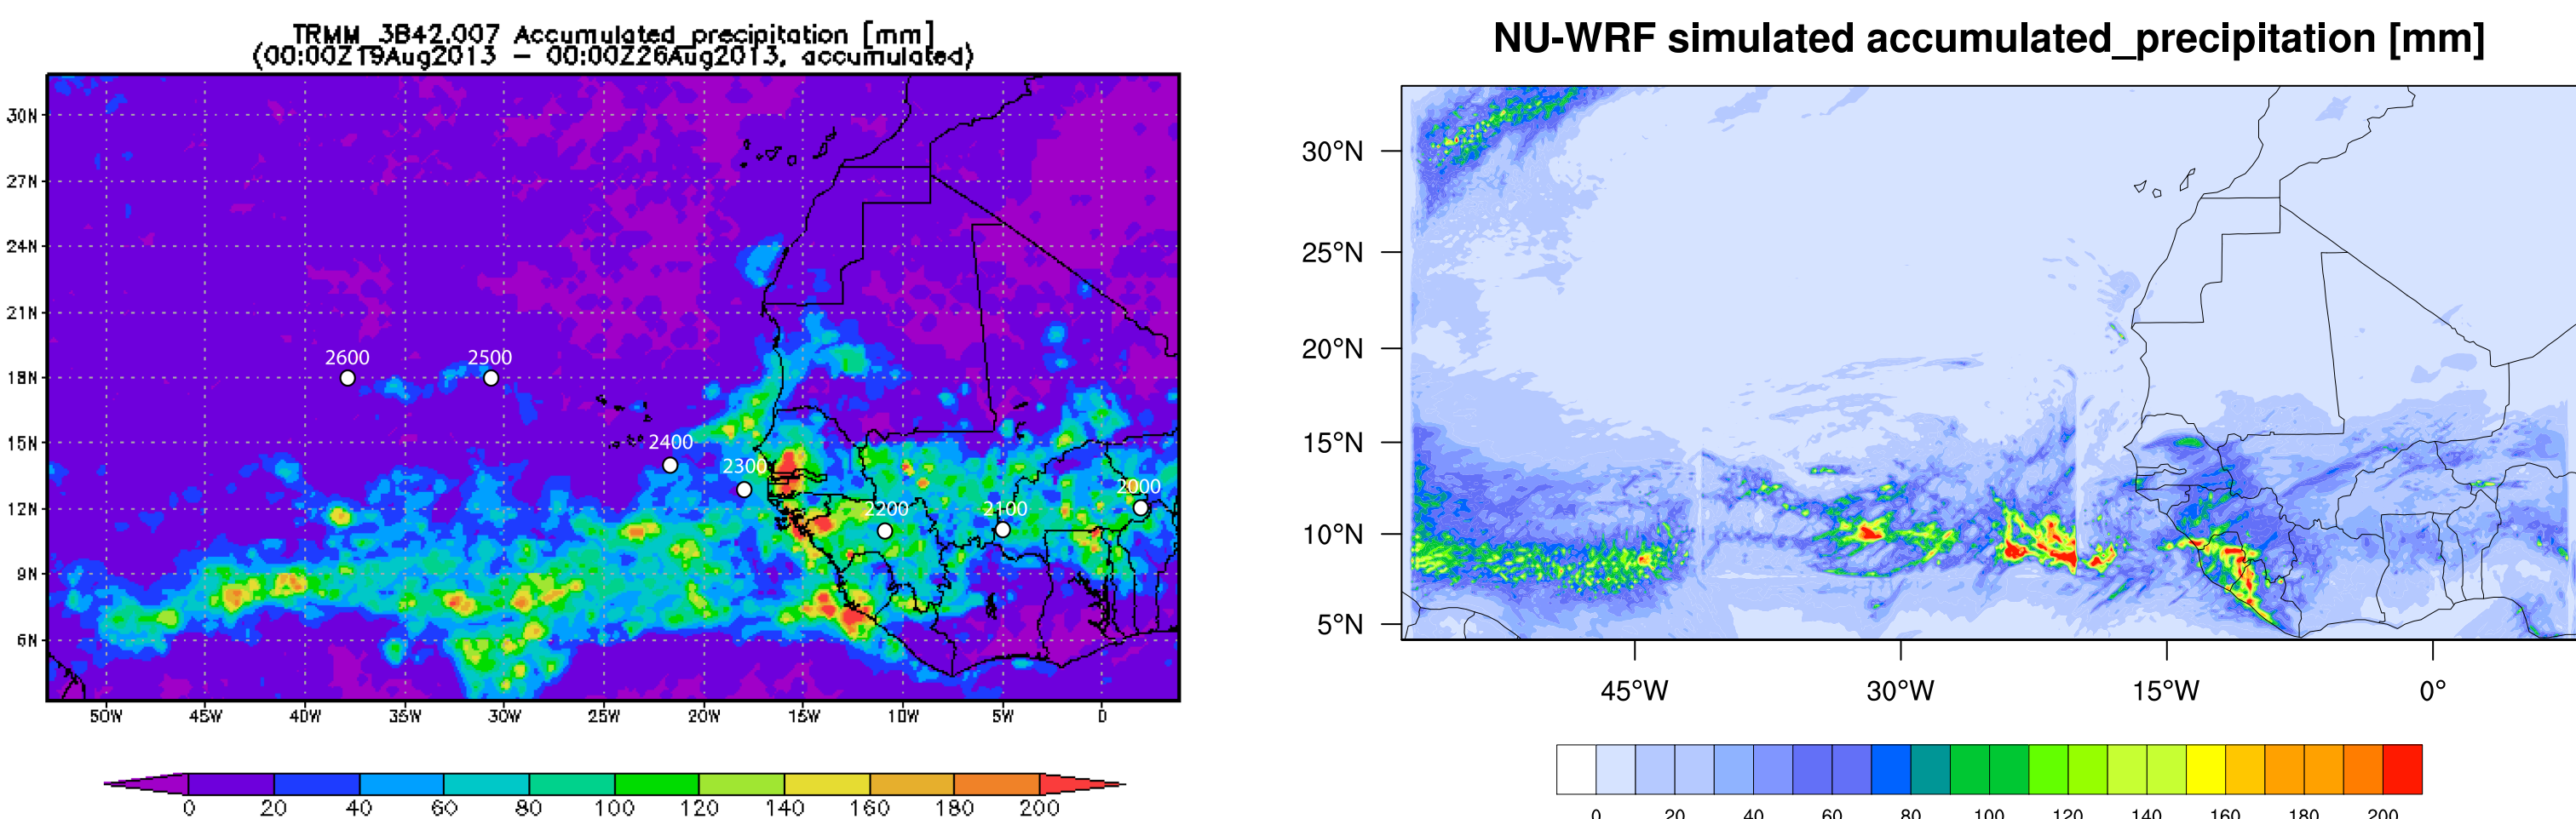 TRMM_3B42.007 Accumulated_precipitation [mm]
(00:00Z19Aug2013 – 00:00Z26Aug2013, accumulated)
30N
27N
24N
21N
18N
15N
12N
9N
6N
2600
2500
2400
2300
2200
2100
2000
50W 45W 40W 35W 30W 25W 20W 15W 10W 5W 0
0 20 40 60 80 100 120 140 160 180 200
NU-WRF simulated accumulated_precipitation [mm]
30°N
25°N
20°N
15°N
10°N
5°N
45°W 30°W 15°W 0°
0 20 40 60 80 100 120 140 160 180 200